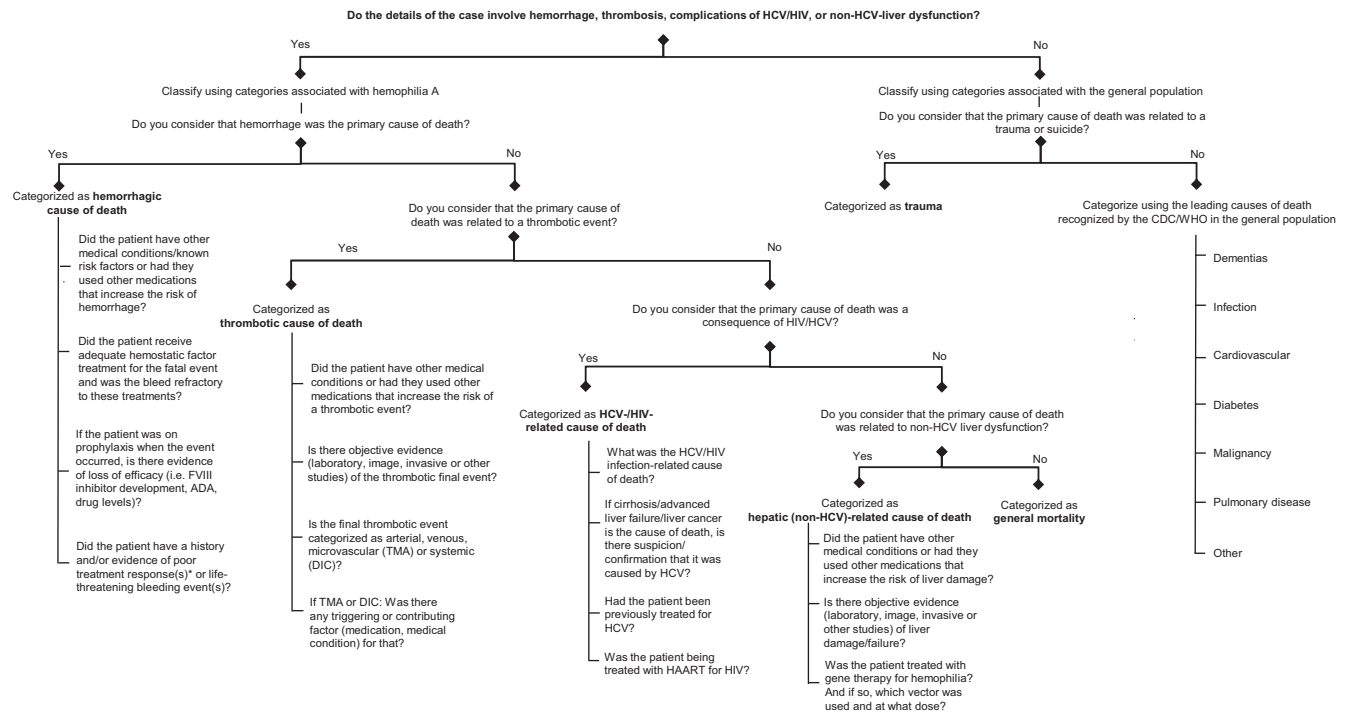 Do the details of the case involve hemorrhage, thrombosis, complications of HCV/HIV, or non-HCV-liver dysfunction?
Yes
No
Classify using categories associated with hemophilia A
Do you consider that hemorrhage was the primary cause of death?
Classify using categories associated with the general population
Do you consider that the primary cause of death was related to a
trauma or suicide?
Yes
No
Yes
No
Categorized as hemorrhagic
cause of death
Do you consider that the primary cause of
death was related to a thrombotic event?
Categorized as trauma
Categorize using the leading causes of death
recognized by the CDC/WHO in the general population
Did the patient have other
medical conditions/known
risk factors or had they
used other medications
that increase the risk of
hemorrhage?
Did the patient receive
adequate hemostatic factor
treatment for the fatal event
and was the bleed refractory
to these treatments?
If the patient was on
prophylaxis when the event
occurred, is there evidence
of loss of efficacy (i.e. FVIII
inhibitor development, ADA,
drug levels)?
Did the patient have a history
and/or evidence of poor
treatment response(s)* or life-
threatening bleeding event(s)?
Yes
No
Categorized as
thrombotic cause of death
Did the patient have other medical
conditions or had they used other
medications that increase the risk of
a thrombotic event?
Is there objective evidence
(laboratory, image, invasive or other
studies) of the thrombotic final event?
Is the final thrombotic event
categorized as arterial, venous,
microvascular (TMA) or systemic
(DIC)?
If TMA or DIC: Was there
any triggering or contributing
factor (medication, medical
condition) for that?
Do you consider that the primary cause of death was a
consequence of HIV/HCV?
Yes
No
Categorized as HCV-/HIV-
related cause of death
What was the HCV/HIV
infection-related cause
of death?
If cirrhosis/advanced
liver failure/liver cancer
is the cause of death, is
there suspicion/
confirmation that it was
caused by HCV?
Had the patient been
previously treated for
HCV?
Was the patient being
treated with HAART for HIV?
Do you consider that the primary cause of death
was related to non-HCV liver dysfunction?
Yes
No
Categorized as
hepatic (non-HCV)-related cause of death
Categorized as
general mortality
Did the patient have other
medical conditions or had they
used other medications that
increase the risk of liver damage?
Is there objective evidence
(laboratory, image, invasive or
other studies) of liver
damage/failure?
Was the patient treated with
gene therapy for hemophilia?
And if so, which vector was
used and at what dose?
Dementias
Infection
Cardiovascular
Diabetes
Malignancy
Pulmonary disease
Other